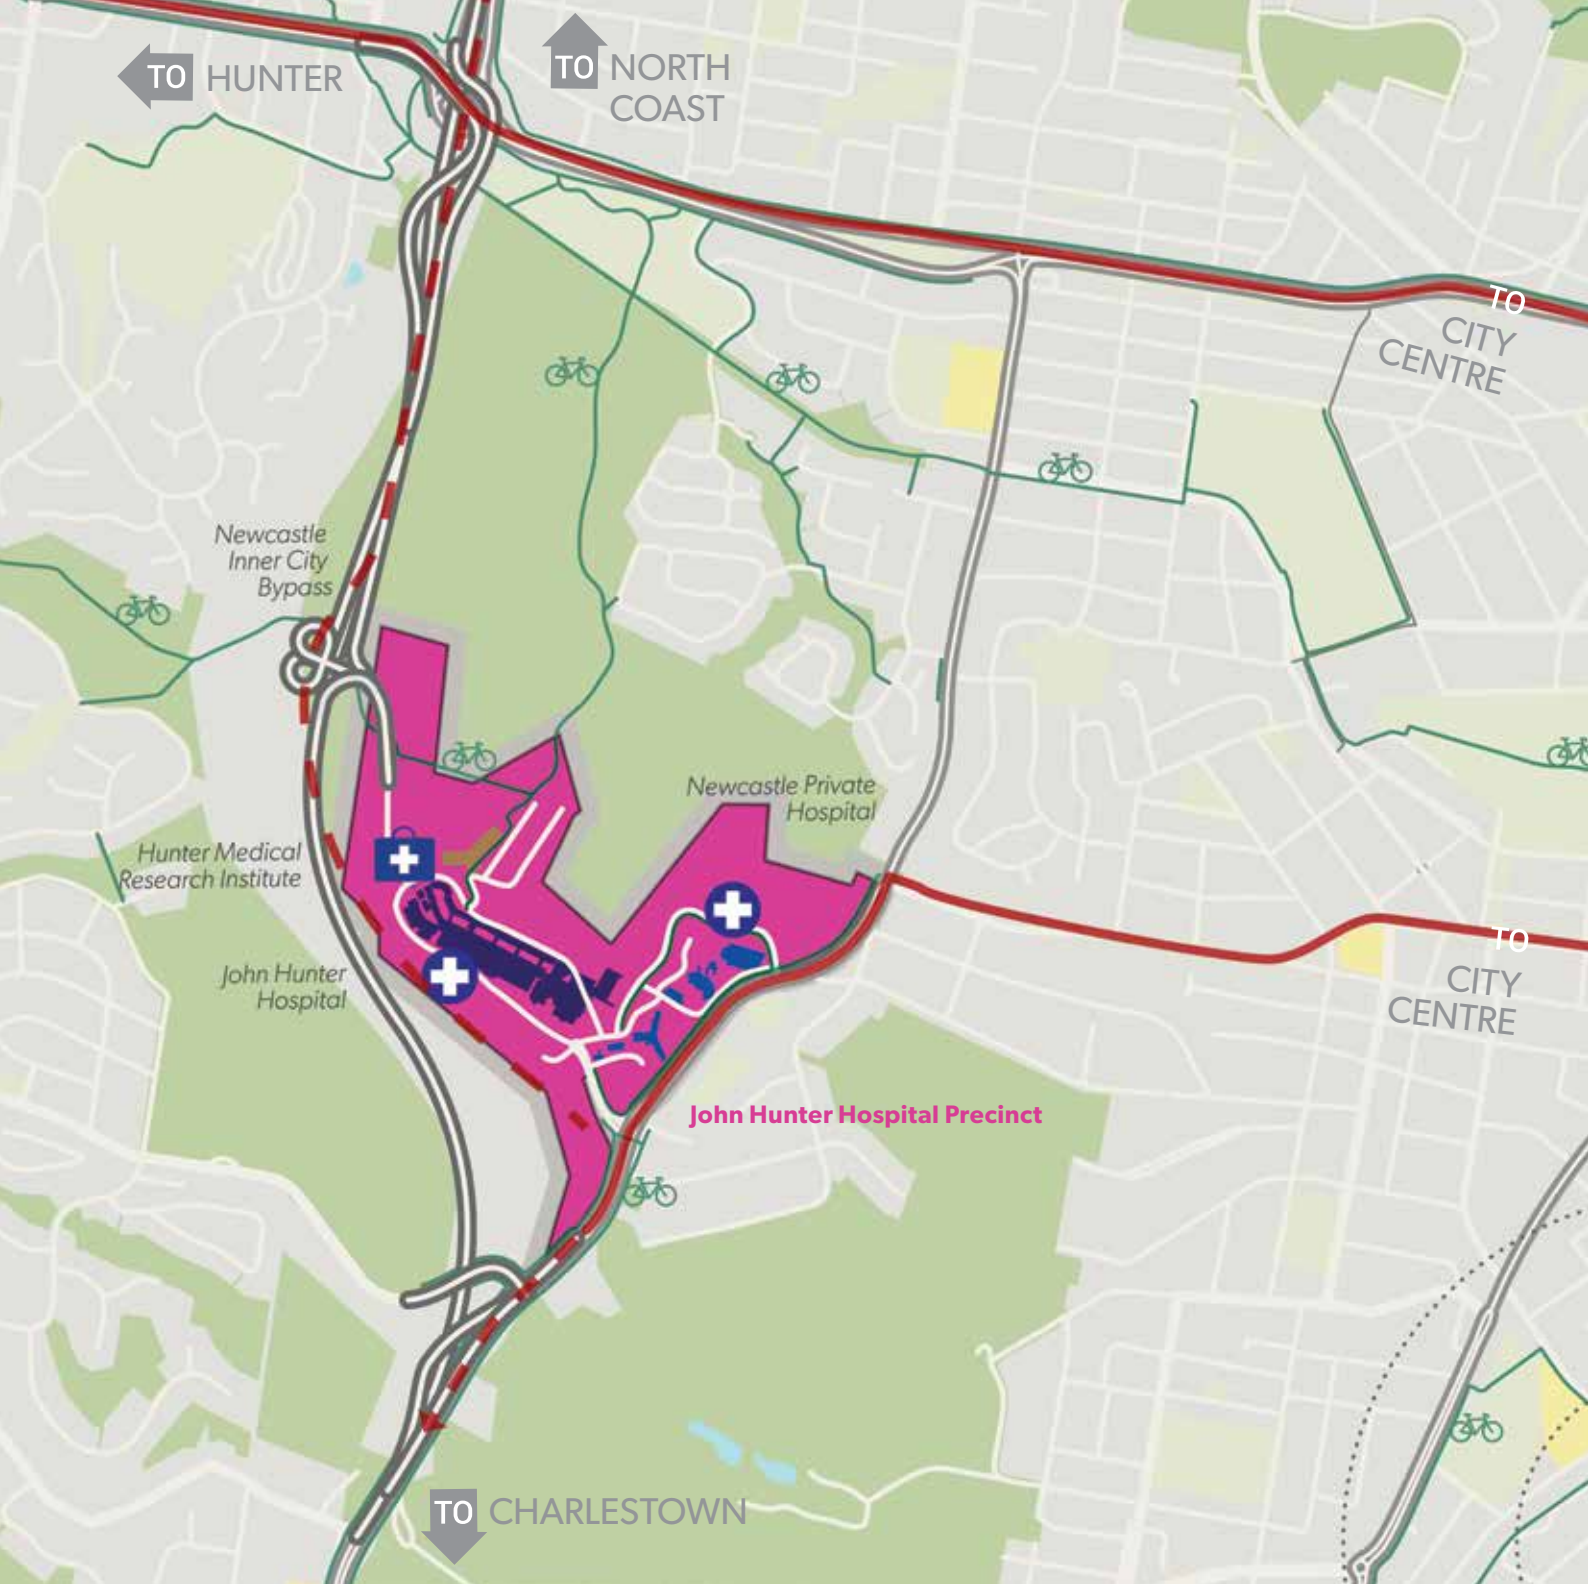 TO HUNTER
TO NORTH
COAST
TO
CITY
CENTRE
Newcastle
Inner City
Bypass
Newcastle Private
Hospital
Hunter Medical
Research Institute
TO
CITY
CENTRE
John Hunter
Hospital
John Hunter Hospital Precinct
TO CHARLESTOWN